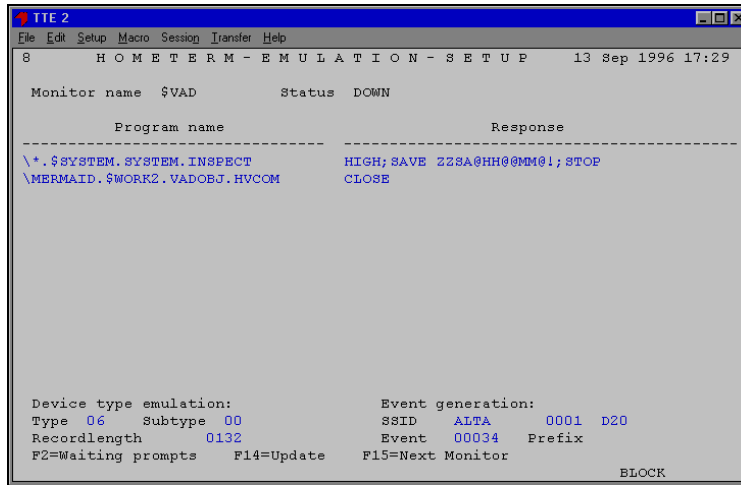 TTE 2
File Edit Setup Macro Session Transfer Help
8 H O M E T E R M - E M U L A T I O N - S E T U P 13 Sep 1996 17:29
Monitor name $VAD Status DOWN
Program name Response
\*.$SYSTEM.SYSTEM.INSPECT HIGH;SAVE ZZSA@HH@@MM@!;STOP
\MERMAID.$WORK2.VADOBJ.HVCOM CLOSE
Device type emulation: Event generation:
Type 06 Subtype 00 SSID ALTA 0001 D20
Recordlength 0132 Event 00034 Prefix
F2=Waiting prompts F14=Update F15=Next Monitor
BLOCK